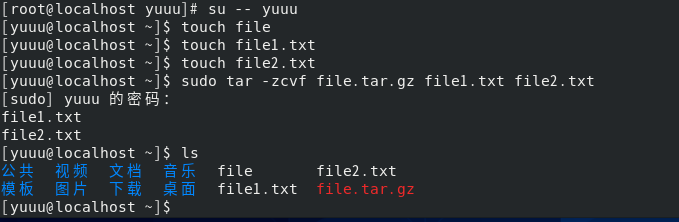 [root@localhost yuuu]# su -- yuuu
[yuuu@localhost ~]$ touch file
[yuuu@localhost ~]$ touch file1.txt
[yuuu@localhost ~]$ touch file2.txt
[yuuu@localhost ~]$ sudo tar -zcvf file.tar.gz file1.txt file2.txt
[sudo] yuuu 的密码：
file1.txt
file2.txt
[yuuu@localhost ~]$ ls
公共  视频  文档  音乐  file       file2.txt
模板  图片  下载  桌面  file1.txt  file.tar.gz
[yuuu@localhost ~]$